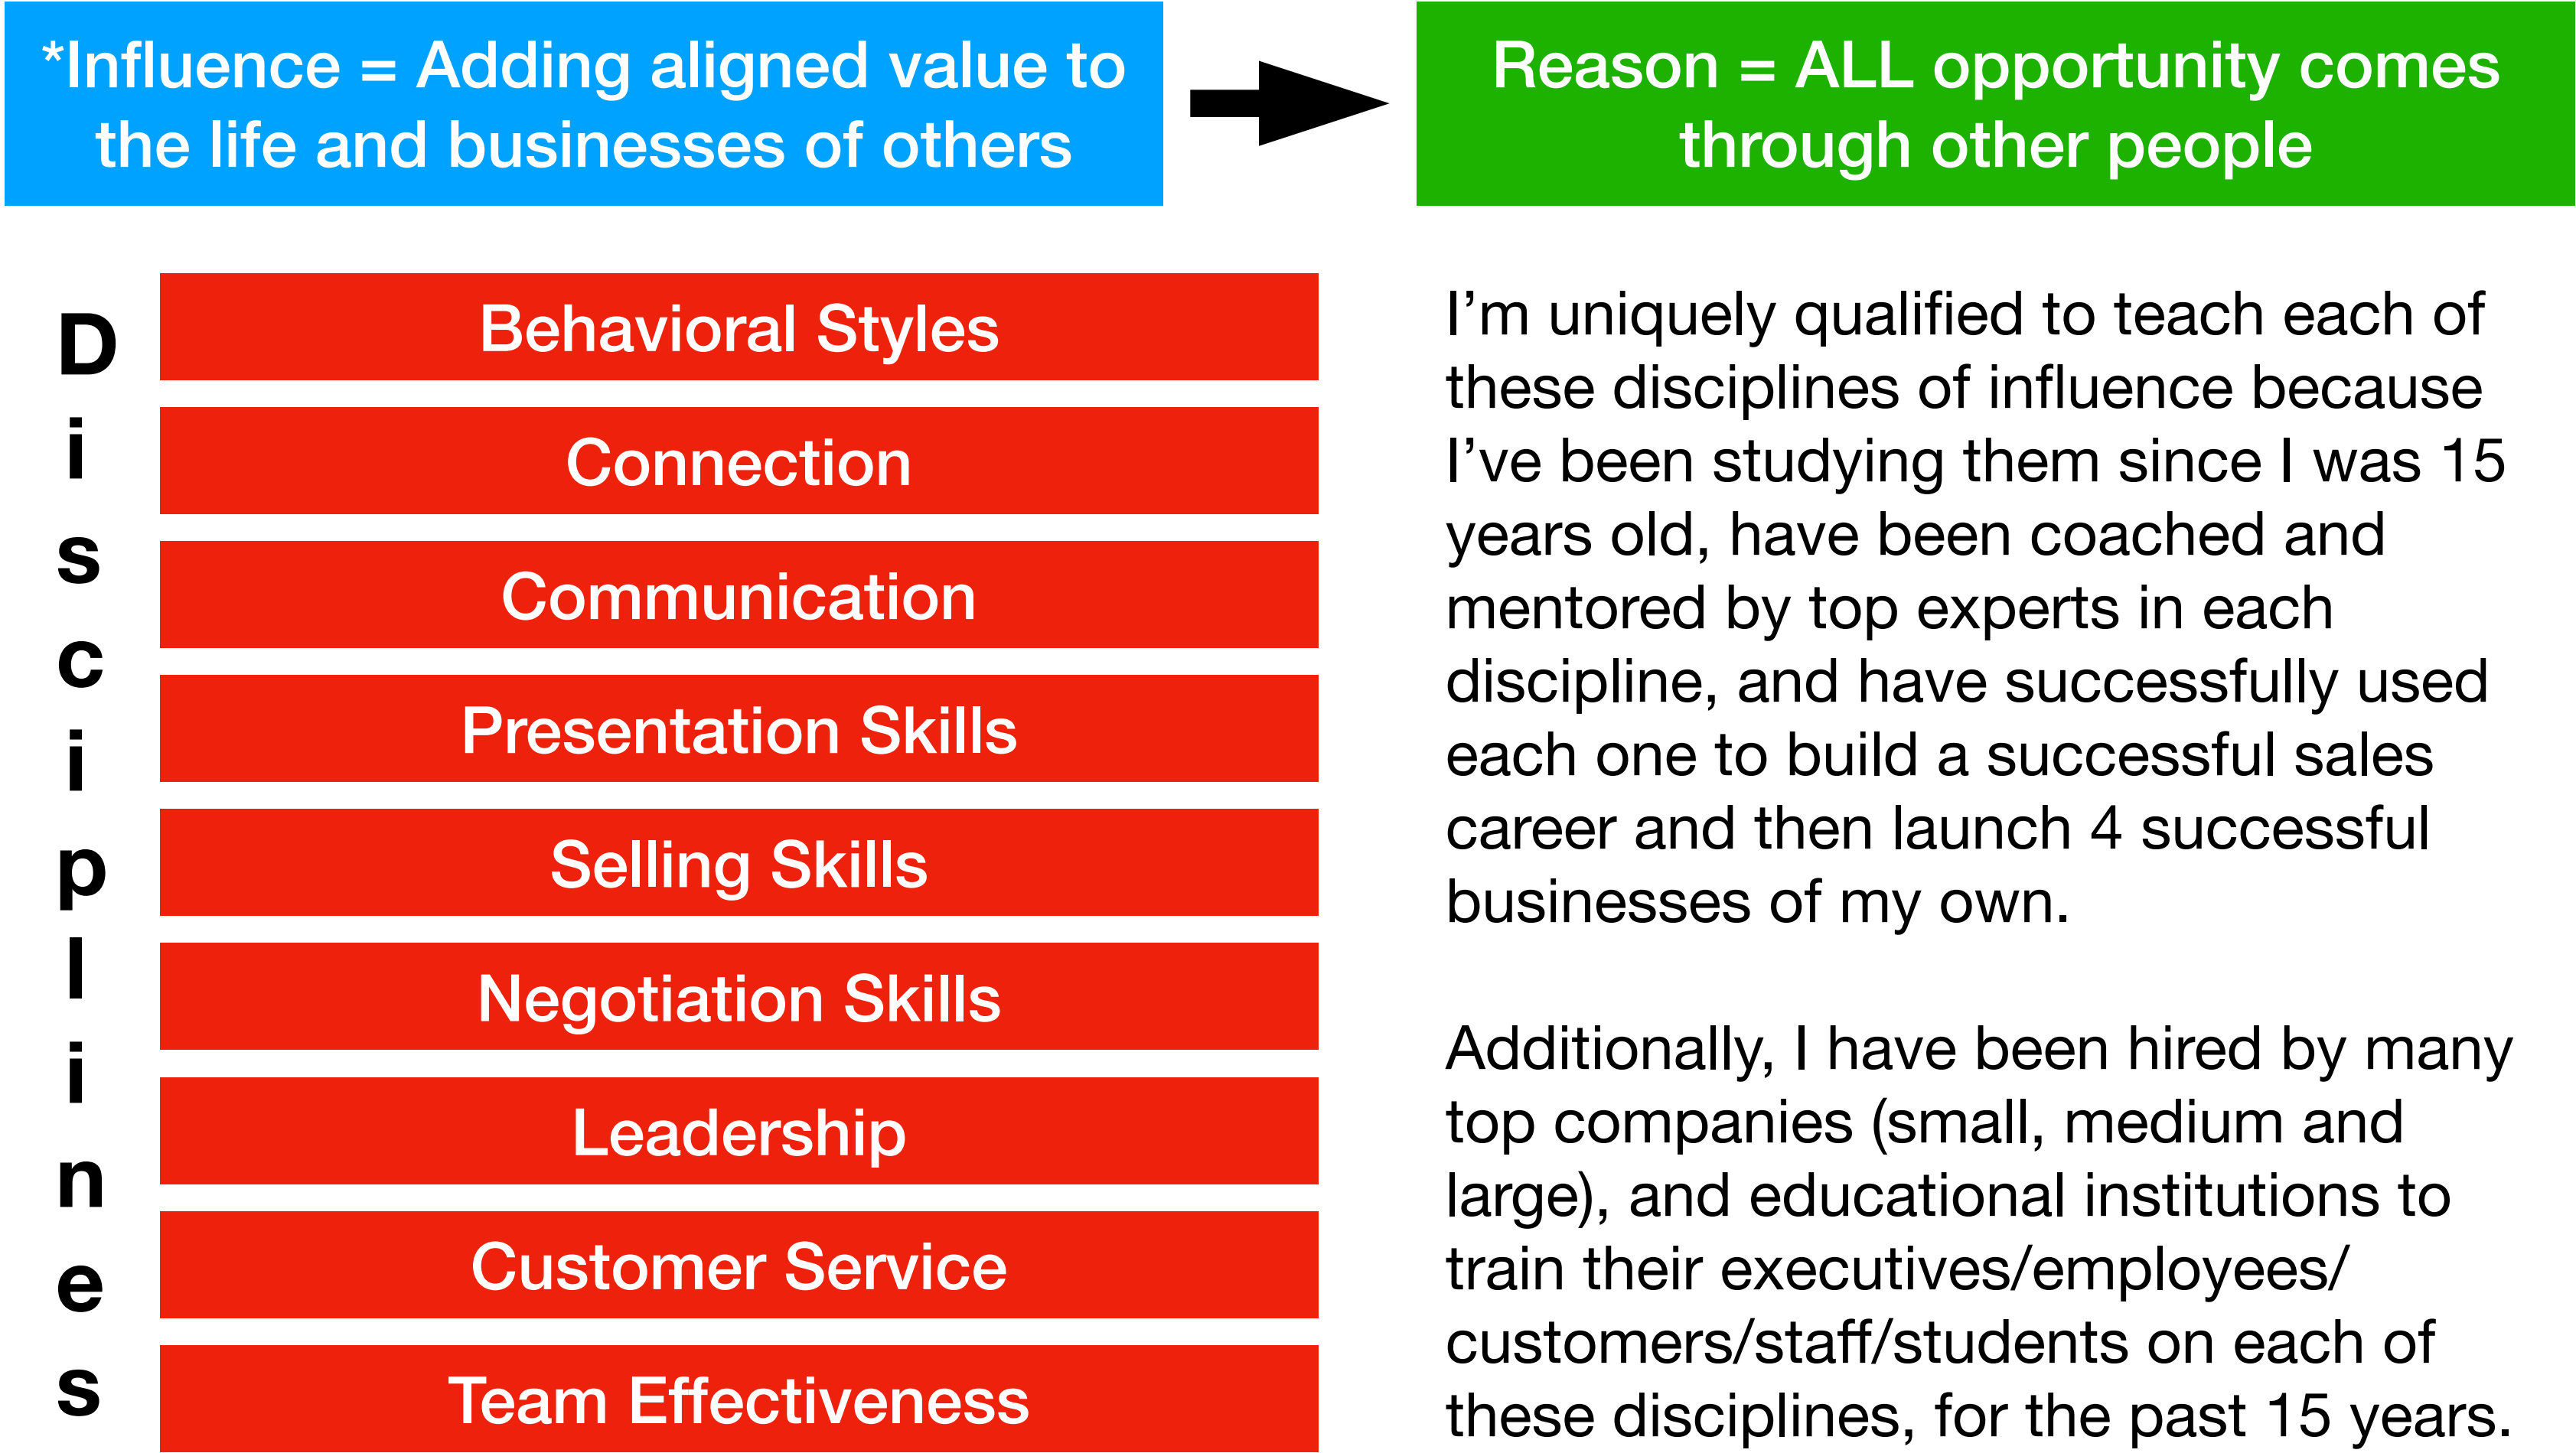 *Influence = Adding aligned value to
the life and businesses of others
Reason = ALL opportunity comes
through other people
Disciplines
Behavioral Styles
Connection
Communication
Presentation Skills
Selling Skills
Negotiation Skills
Leadership
Customer Service
Team Effectiveness
I’m uniquely qualified to teach each of
these disciplines of influence because
I’ve been studying them since I was 15
years old, have been coached and
mentored by top experts in each
discipline, and have successfully used
each one to build a successful sales
career and then launch 4 successful
businesses of my own.
Additionally, I have been hired by many
top companies (small, medium and
large), and educational institutions to
train their executives/employees/
customers/staff/students on each of
these disciplines, for the past 15 years.